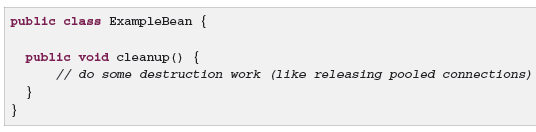 public class ExampleBean {
public void cleanup() {
// do some destruction work (like releasing pooled connections)
}
}